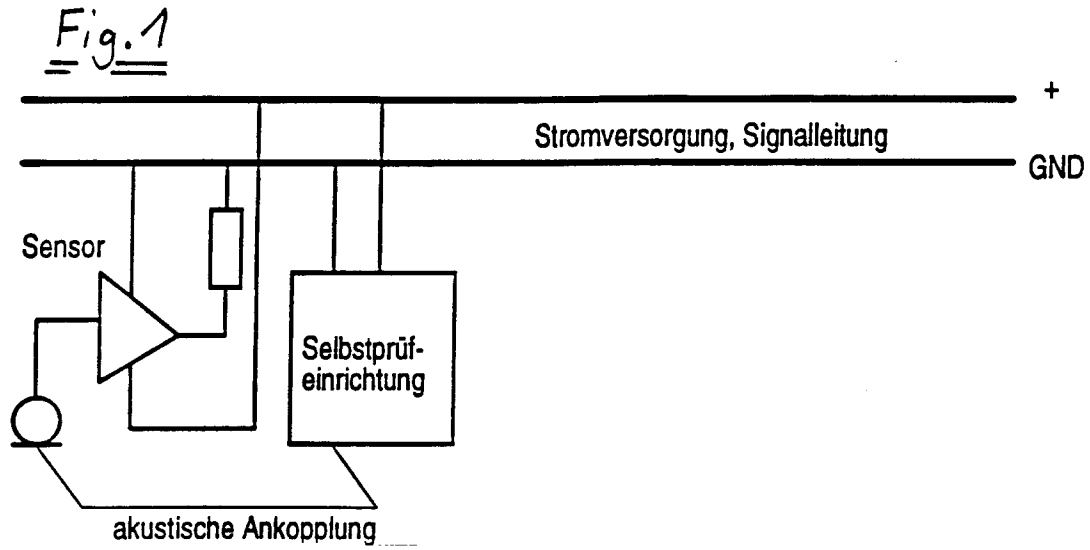 Fig. 1
+
Stromversorgung, Signalleitung
GND
Sensor
Selbstprüf-
einrichtung
akustische Ankopplung